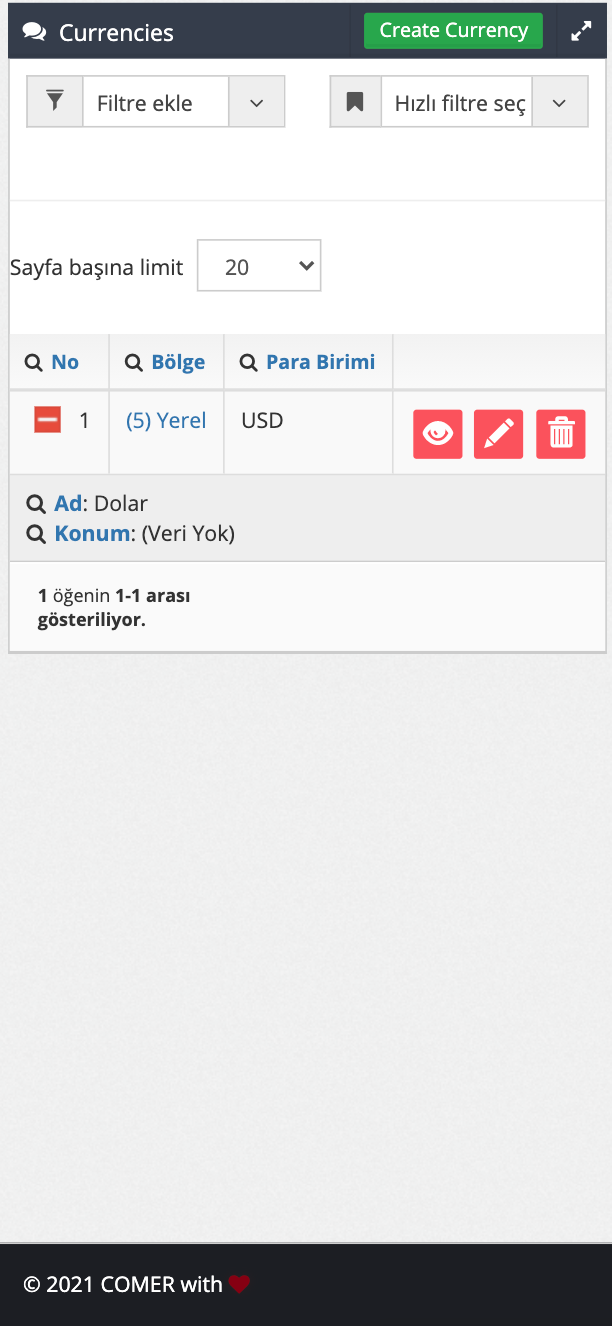 Currencies Create Currency
Filtre ekle Hızlı filtre seç
Sayfa başına limit 20
No Bölge Para Birimi
1 (5) Yerel USD
Ad: Dolar
Konum: (Veri Yok)
1 öğenin 1-1 arası
gösteriliyor.
© 2021 COMER with